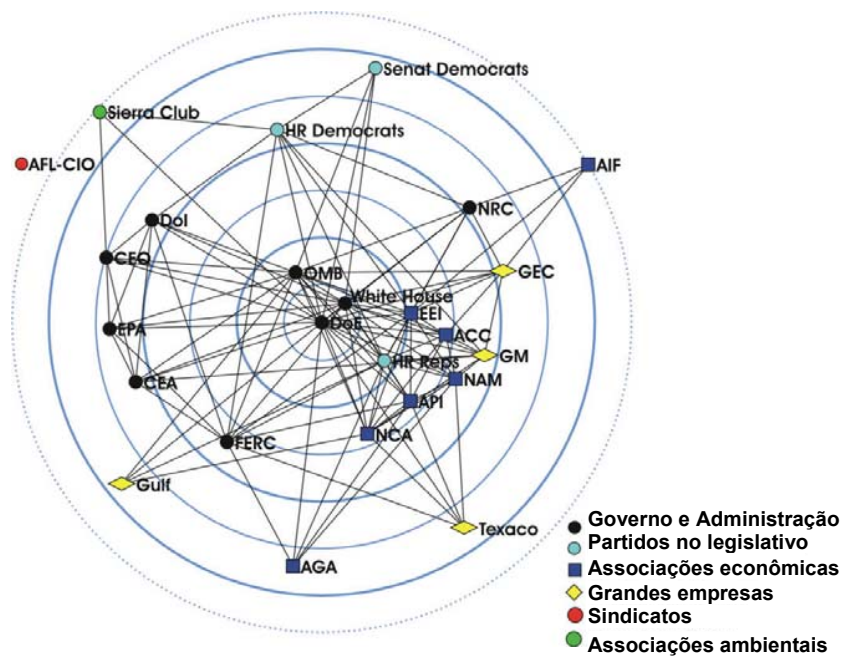 Senat Democrats
Sierra Club
HR Democrats
AFL-CIO
AIF
DoI
NRC
CEQ
GEC
OMB
White House
EEI
DoE
EPA
ACC
HR Reps
GM
CEA
NAM
API
NCA
FERC
Gulf
Texaco
AGA
Governo e Administração
Partidos no legislativo
Associações econômicas
Grandes empresas
Sindicatos
Associações ambientais